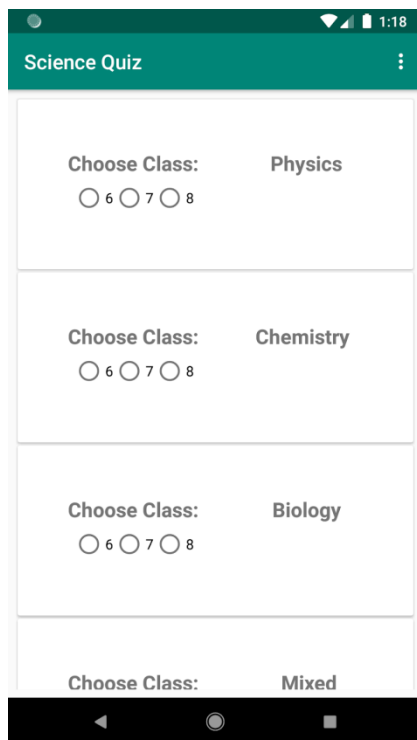 1:18
Science Quiz
Choose Class: Physics
6 7 8
Choose Class: Chemistry
6 7 8
Choose Class: Biology
6 7 8
Choose Class: Mixed